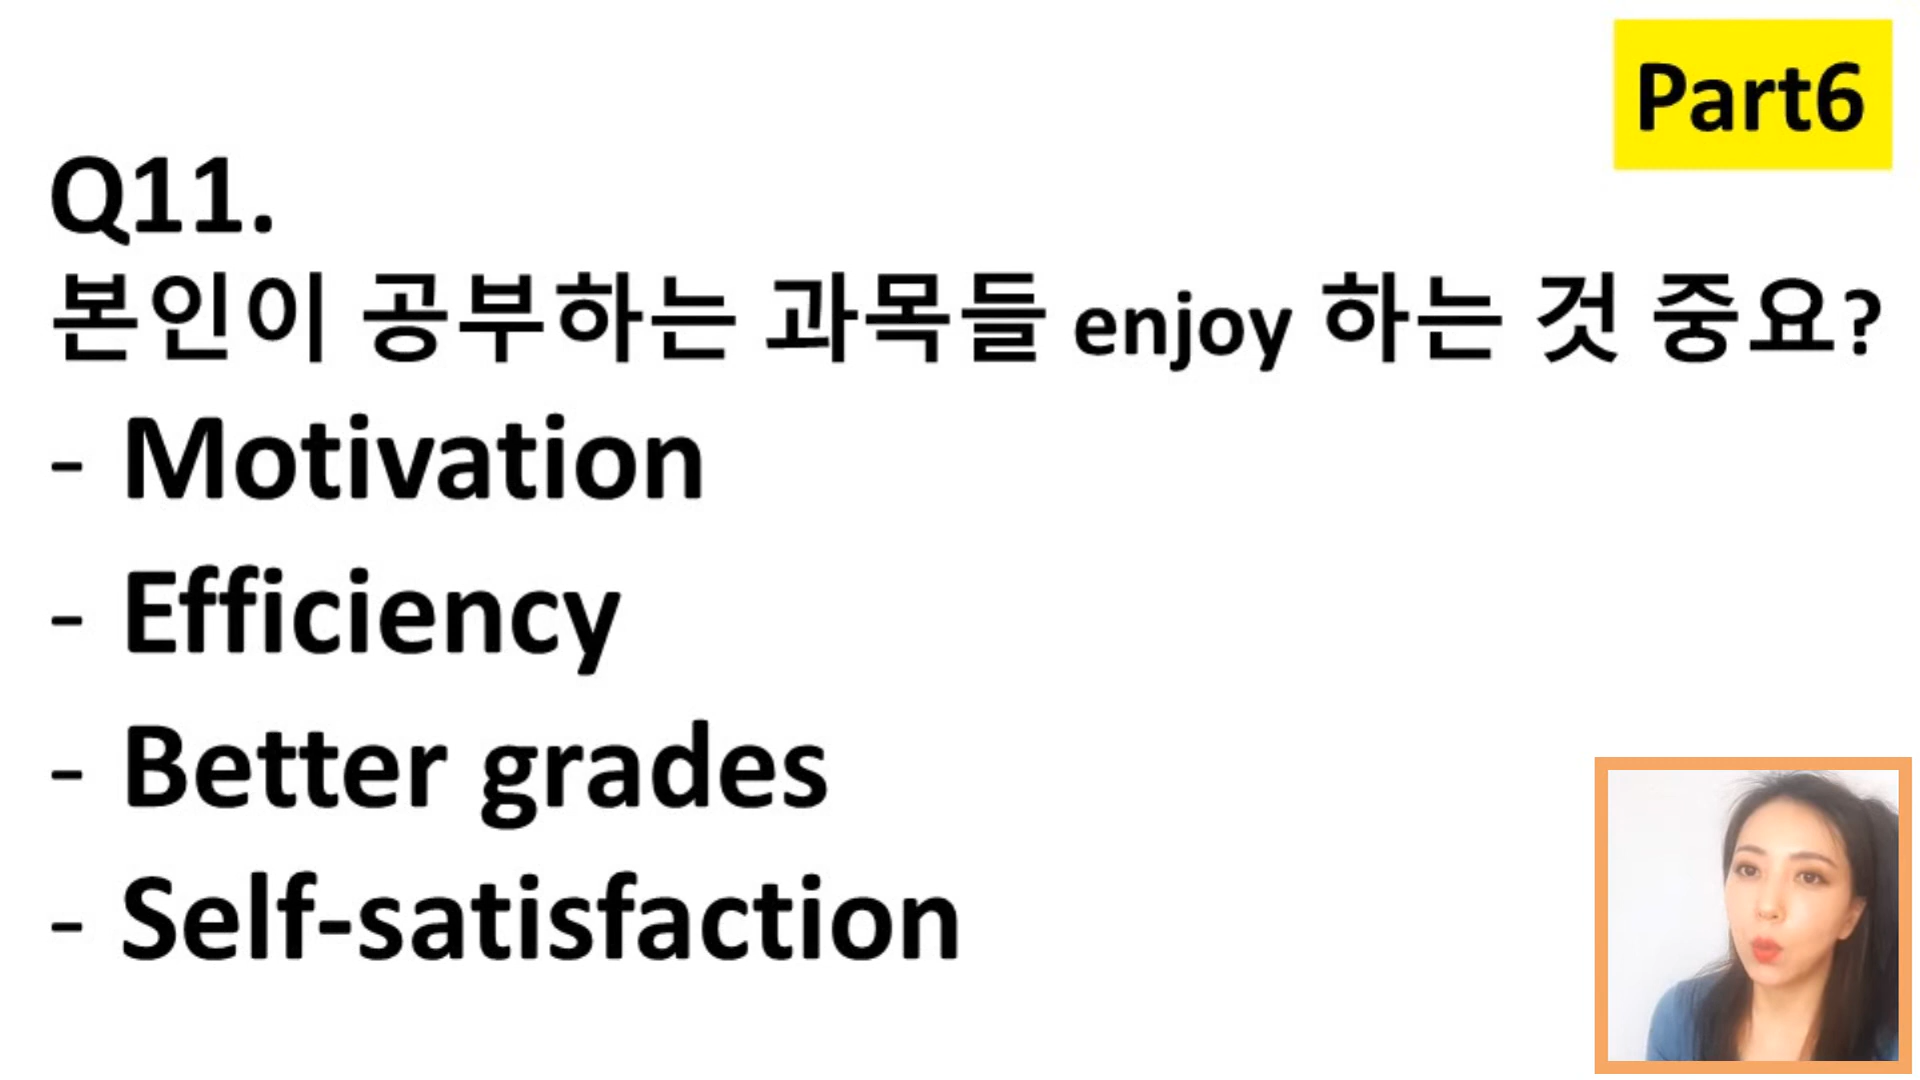 Part6
Q11.
본인이 공부하는 과목들 enjoy 하는 것 중요?
- Motivation
- Efficiency
- Better grades
- Self-satisfaction